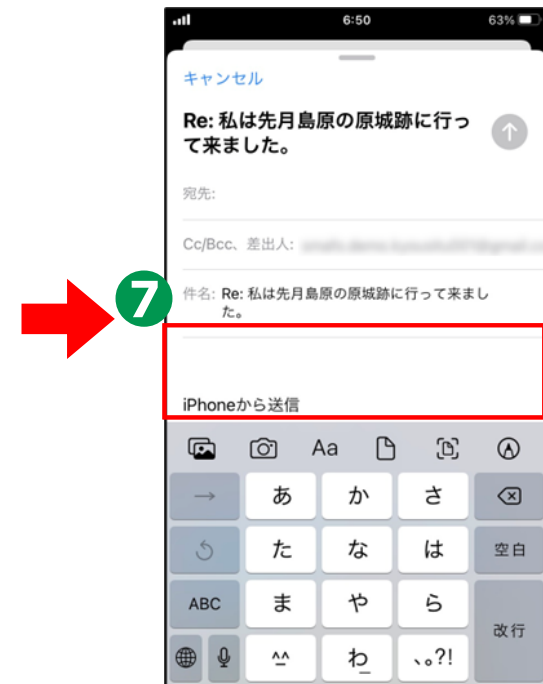 6:50
63%
キャンセル
Re: 私は先月島原の原城跡に行っ
て来ました。
宛先:
Cc/Bcc、差出人:
7
件名: Re: 私は先月島原の原城跡に行って来まし
た。
iPhoneから送信
Aa
→ あ か さ
た な は 空白
ABC ま や ら
改行
^^ わ_ 、。?!